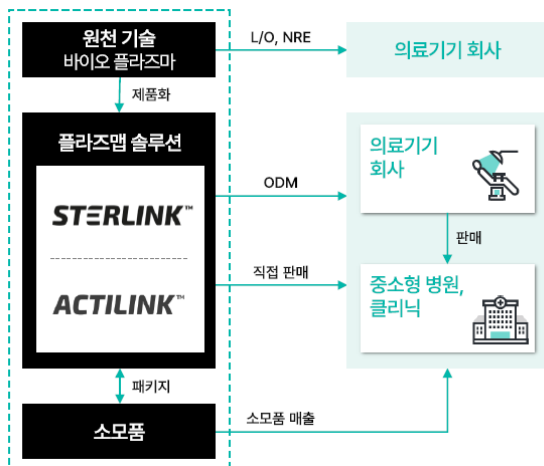 원천 기술
바이오 플라즈마
L/O, NRE
의료기기 회사
제품화
플라즈맵 솔루션
STERLINK™
ACTILINK™
ODM
의료기기
회사
판매
직접 판매
중소형 병원,
클리닉
패키지
소모품
소모품 매출